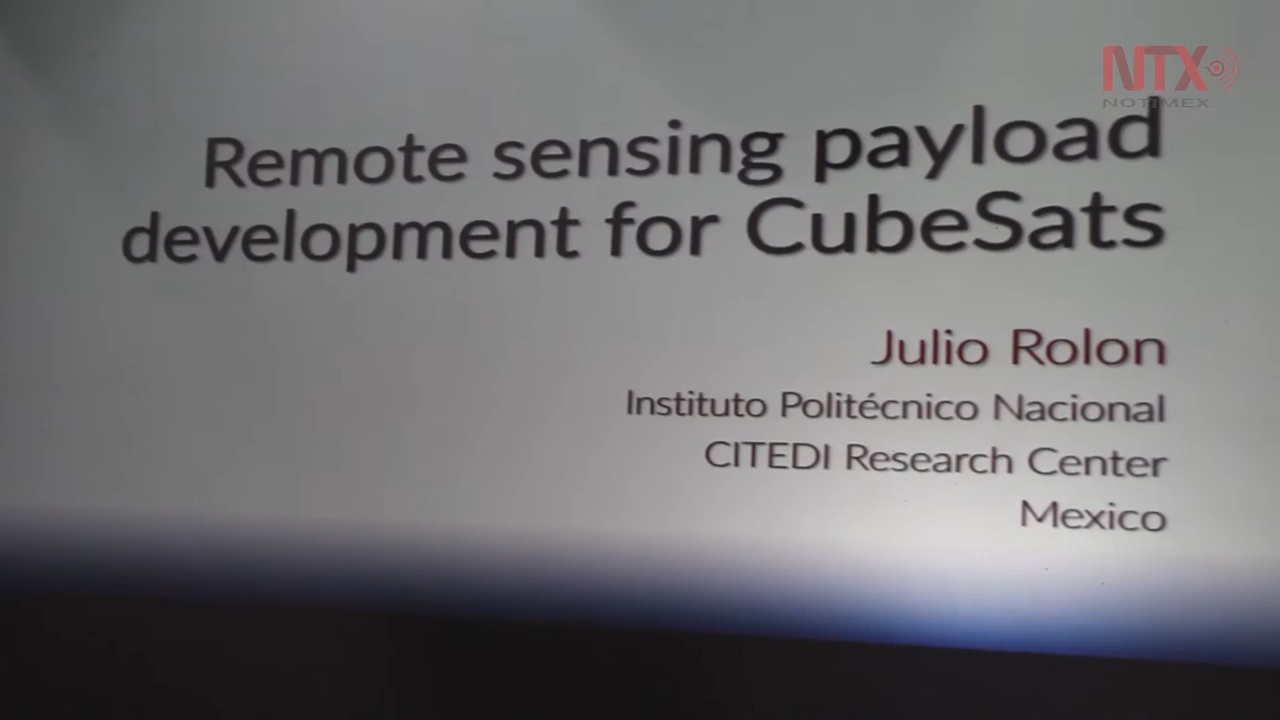 NTX
NOTIMEX
Remote sensing payload
development for CubeSats
Julio Rolon
Instituto Politécnico Nacional
CITEDI Research Center
Mexico